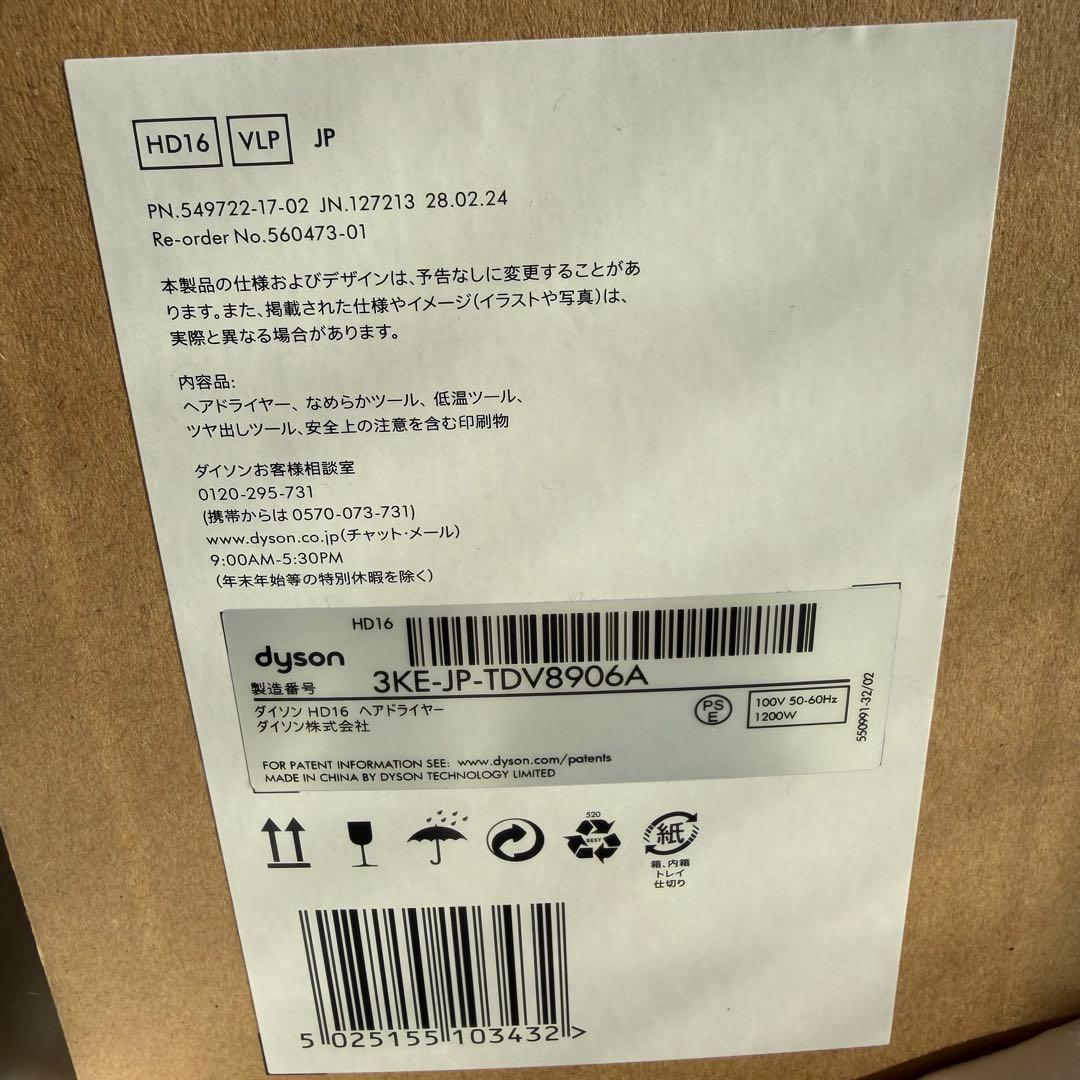 HD16 VLP JP
PN.549722-17-02 JN.127213 28.02.24
Re-order No.560473-01
本製品の仕様およびデザインは、予告なしに変更することがあ
ります。また、掲載された仕様やイメージ(イラストや写真)は、
実際と異なる場合があります。
内容品:
ヘアドライヤー、なめらかツール、低温ツール、
ツヤ出しツール、安全上の注意を含む印刷物
ダイソンお客様相談室
0120-295-731
(携帯からは0570-073-731)
www.dyson.co.jp(チャット・メール)
9:00AM-5:30PM
(年末年始等の特別休暇を除く)
HD16
dyson
製造番号 3KE-JP-TDV8906A
ダイソン HD16 ヘアドライヤー
ダイソン株式会社
PS
E
100V 50-60Hz
1200W
550991-32/02
FOR PATENT INFORMATION SEE: www.dyson.com/patents
MADE IN CHINA BY DYSON TECHNOLOGY LIMITED
520
BEST
紙
箱、内箱
トレイ
仕切り
5 025155 103432 >